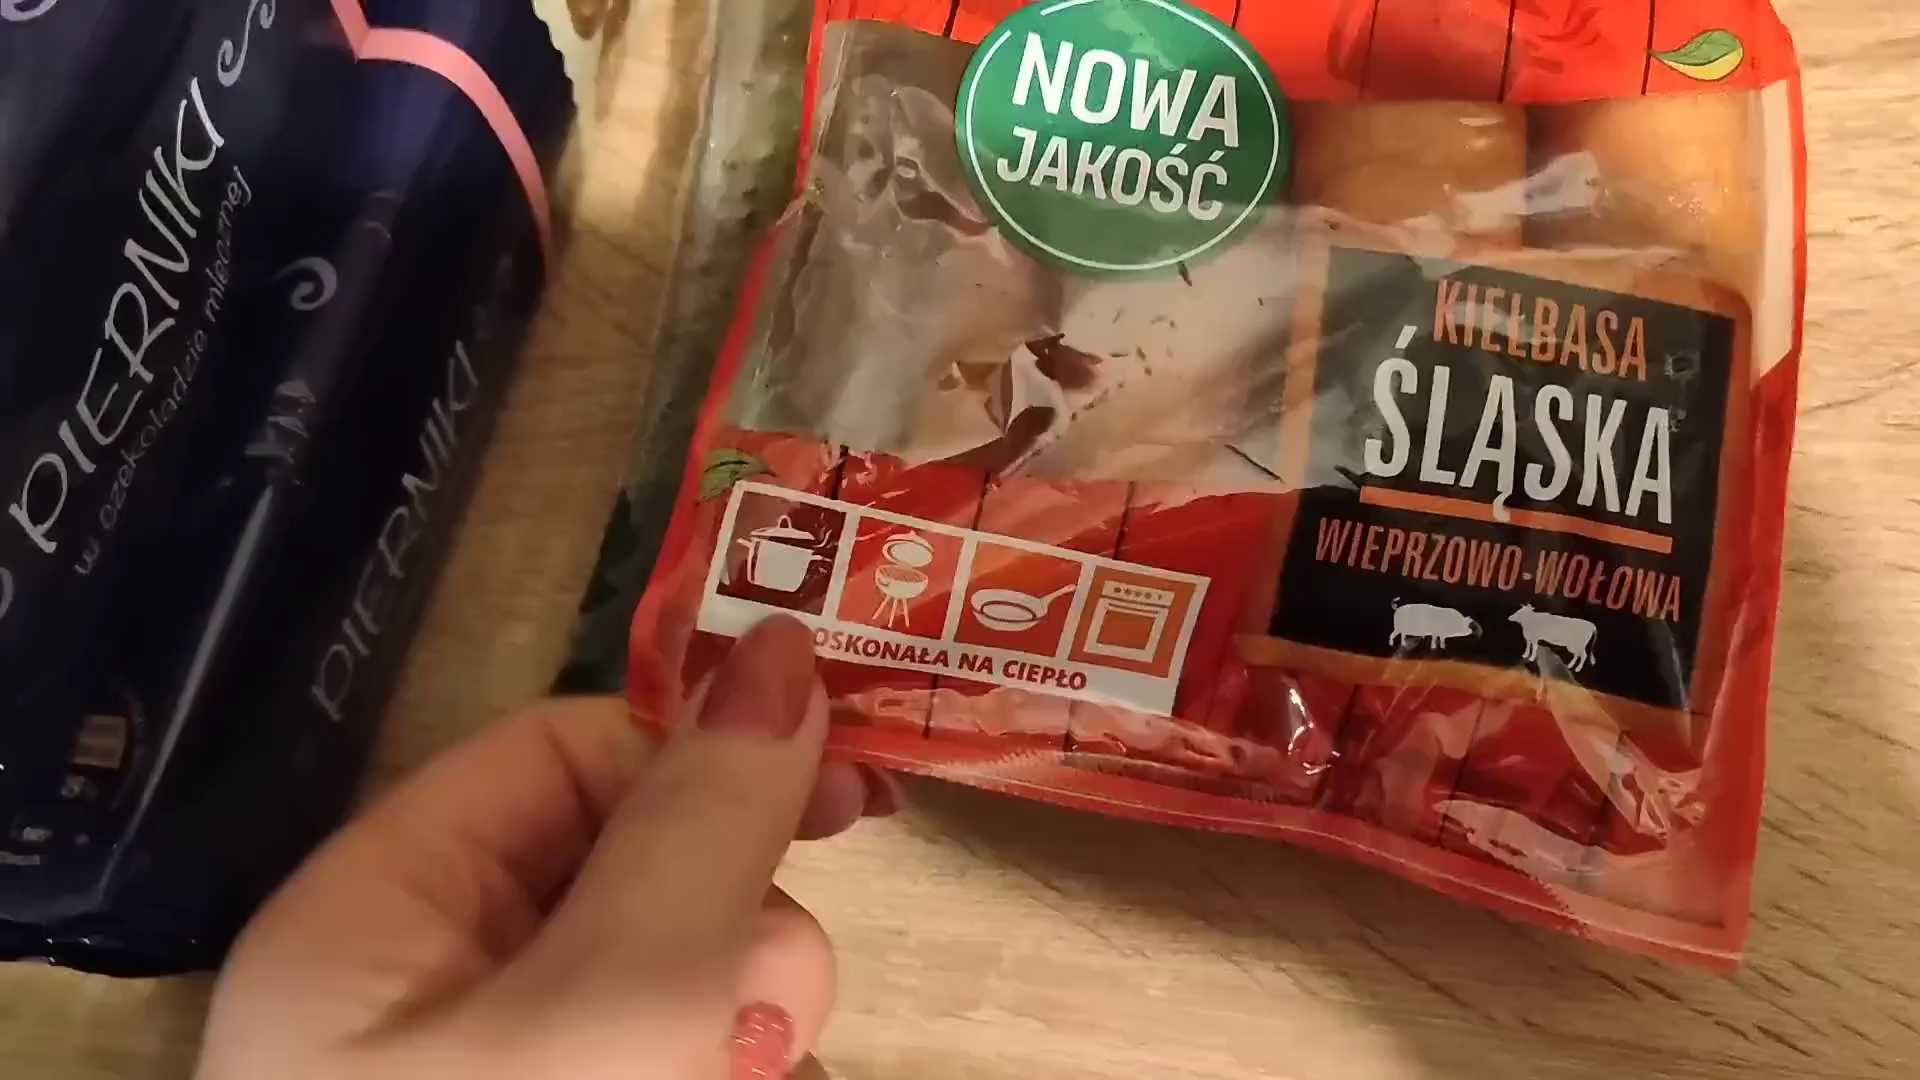 PIERNIKI
w czekoladzie mlecznej
PIERNIKI
NOWA
JAKOŚĆ
KIEŁBASA
ŚLĄSKA
WIEPRZOWO-WOŁOWA
OSKONAŁA NA CIEPŁO